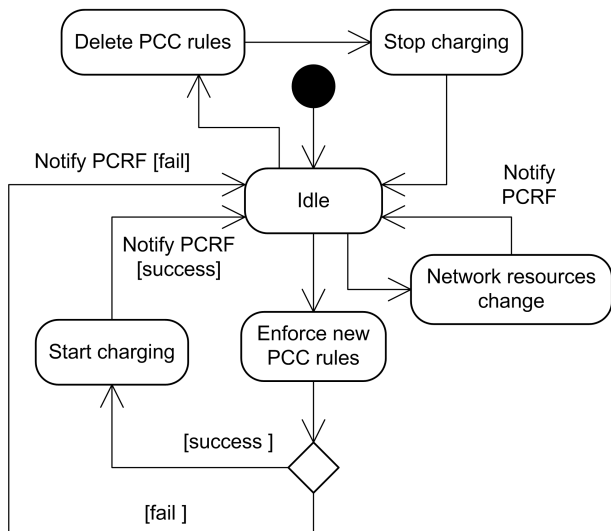 Delete PCC rules
Stop charging
Notify PCRF [fail]
Notify
PCRF
Idle
Notify PCRF
[success]
Network resources
change
Enforce new
PCC rules
Start charging
[success ]
[fail ]